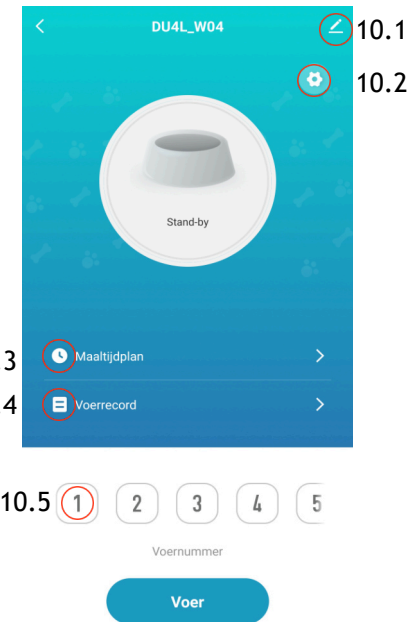 DU4L_W04 10.1
10.2
Stand-by
3 Maaltijdplan
4 Voerrecord
10.5 1 2 3 4 5
Voernummer
Voer